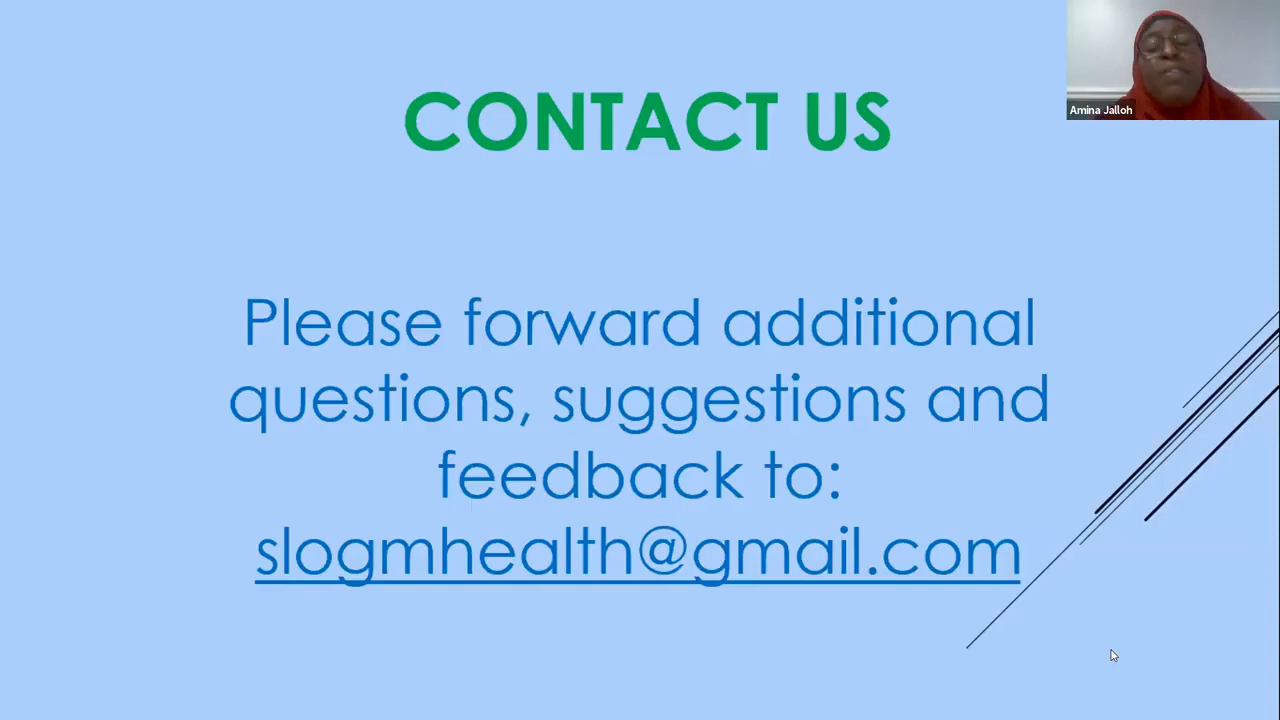 Amina Jalloh
CONTACT US
Please forward additional
questions, suggestions and
feedback to:
slogmhealth@gmail.com